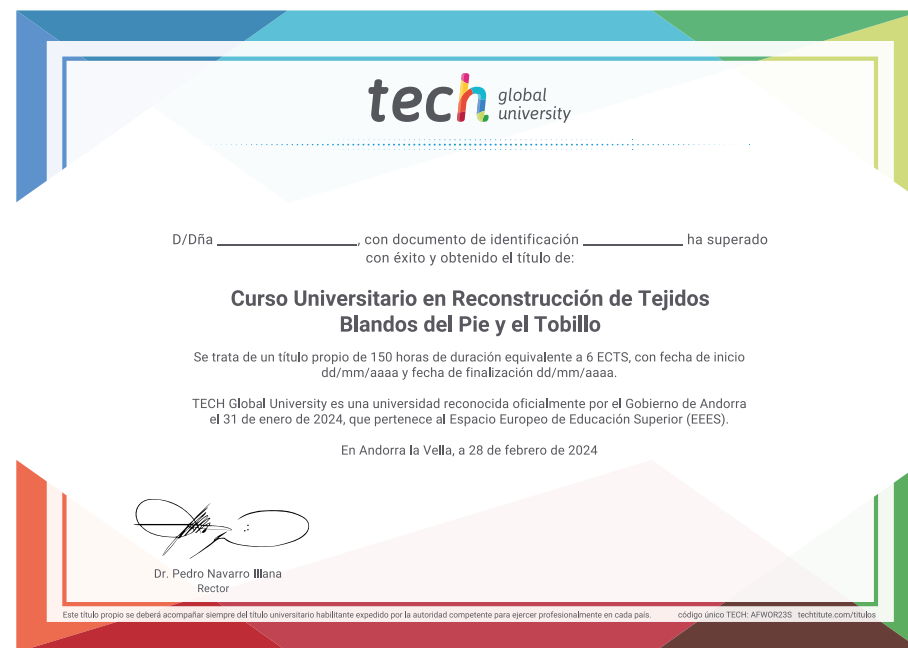 tech global university
D/Dña ____________________, con documento de identificación ______________ ha superado
con éxito y obtenido el título de:
Curso Universitario en Reconstrucción de Tejidos
Blandos del Pie y el Tobillo
Se trata de un título propio de 150 horas de duración equivalente a 6 ECTS, con fecha de inicio
dd/mm/aaaa y fecha de finalización dd/mm/aaaa.
TECH Global University es una universidad reconocida oficialmente por el Gobierno de Andorra
el 31 de enero de 2024, que pertenece al Espacio Europeo de Educación Superior (EEES).
En Andorra la Vella, a 28 de febrero de 2024
Dr. Pedro Navarro Illana
Rector
Este título propio se deberá acompañar siempre del título universitario habilitante expedido por la autoridad competente para ejercer profesionalmente en cada país. código único TECH: AFWOR23S techtitute.com/titulos